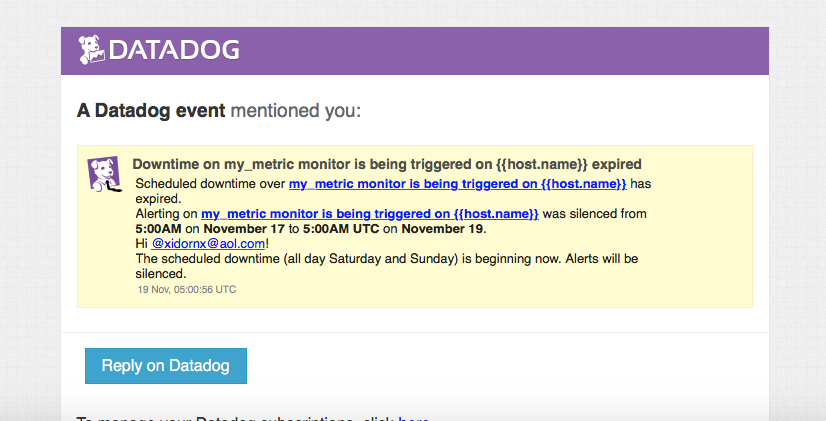 DATADOG
A Datadog event mentioned you:
Downtime on my_metric monitor is being triggered on {{host.name}} expired
Scheduled downtime over my_metric monitor is being triggered on {{host.name}} has
expired.
Alerting on my_metric monitor is being triggered on {{host.name}} was silenced from
5:00AM on November 17 to 5:00AM UTC on November 19.
Hi @xidornx@aol.com!
The scheduled downtime (all day Saturday and Sunday) is beginning now. Alerts will be
silenced.
19 Nov, 05:00:56 UTC
Reply on Datadog
To manage your Datadog subscriptions, click here